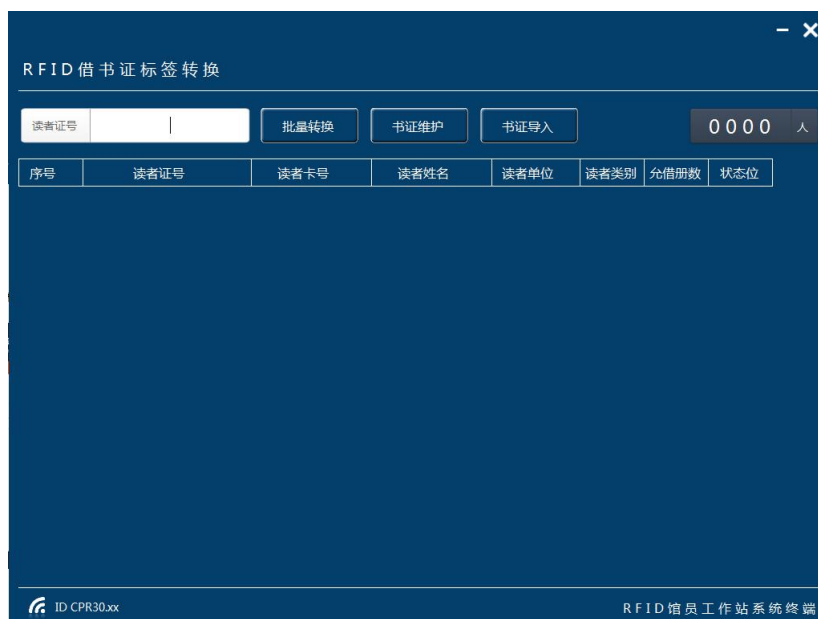 RFID借书证标签转换
读者证号 批量转换 书证维护 书证导入 0000 人
序号 读者证号 读者卡号 读者姓名 读者单位 读者类别 允借册数 状态位
ID CPR30.xx RFID馆员工作站系统终端